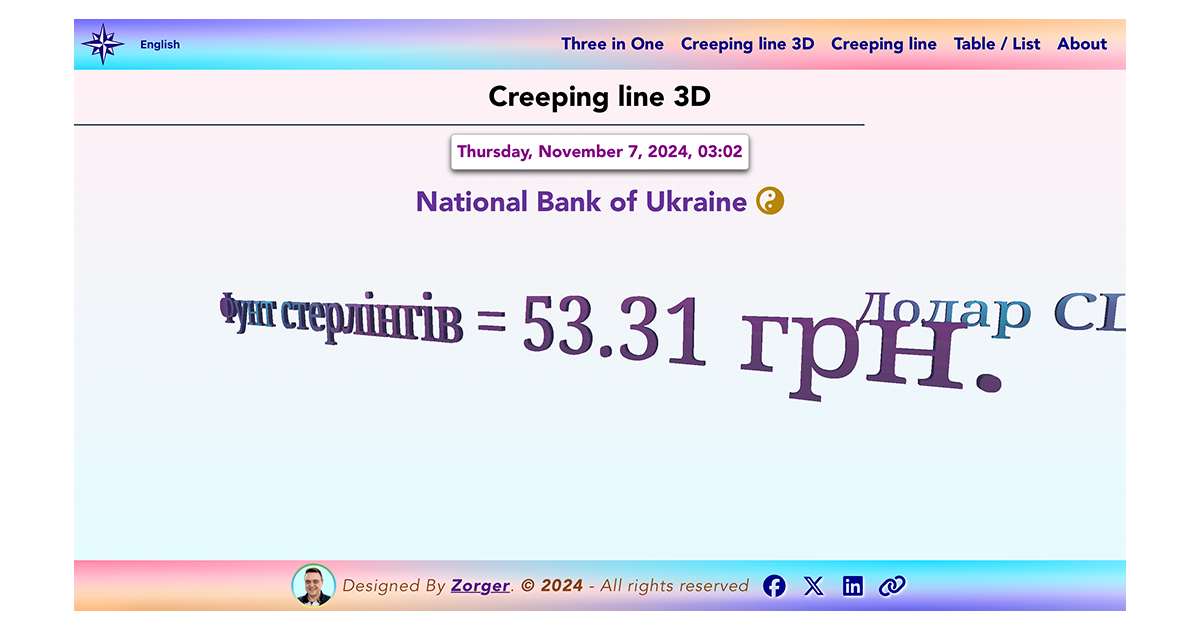 English
Three in One Creeping line 3D Creeping line Table / List About
Creeping line 3D
Thursday, November 7, 2024, 03:02
National Bank of Ukraine
Фунт стерлінгів = 53.31 грн.
Долар
Designed By Zorger. © 2024 - All rights reserved